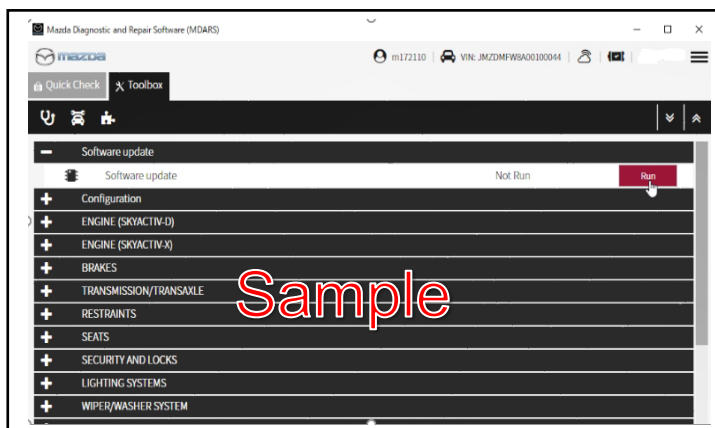 Mazda Diagnostic and Repair Software (MDARS)
mazda m172110 VIN: JMZDMFW8A00100044
Quick Check Toolbox
Software update
Software update Not Run Run
Configuration
ENGINE (SKYACTIV-D)
ENGINE (SKYACTIV-X)
BRAKES
TRANSMISSION/TRANSAXLE
RESTRAINTS
SEATS
SECURITY AND LOCKS
LIGHTING SYSTEMS
WIPER/WASHER SYSTEM
Sample